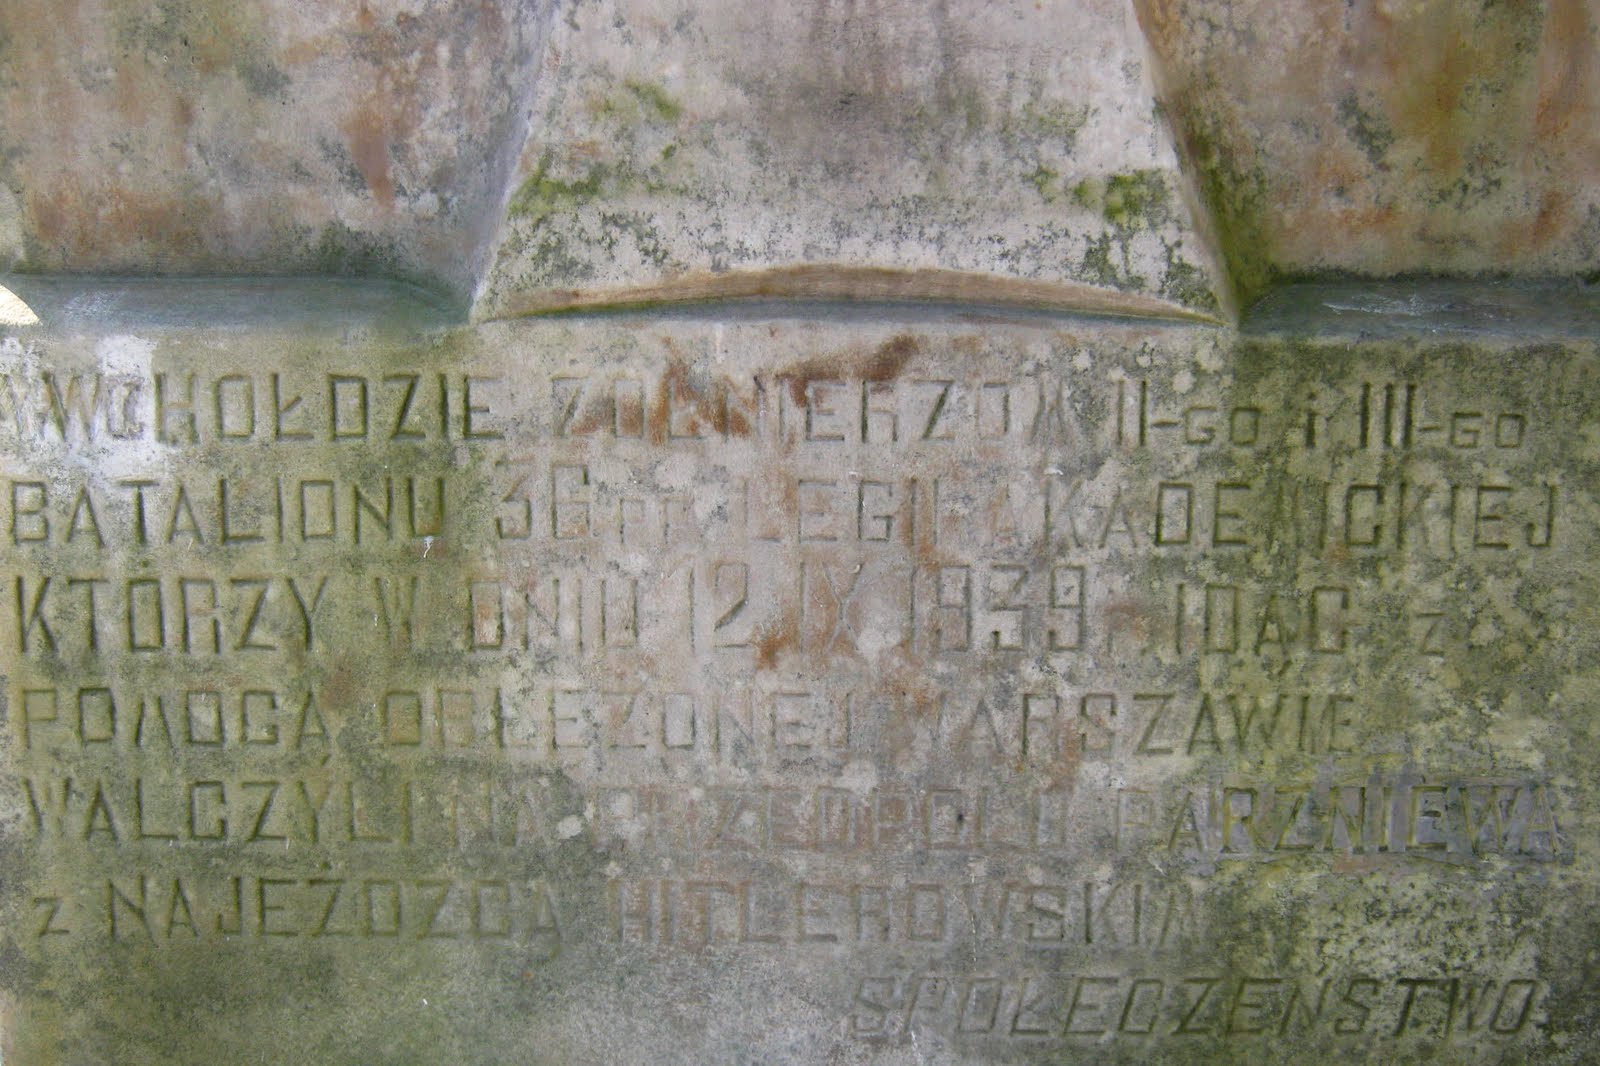 W HOŁDZIE ŻOŁNIERZOM II-GO i III-GO
BATALIONU 36 PP LEGII AKADEMICKIEJ
KTÓRZY W DNIU 12 IX 1939 r. IDĄC Z
POMOCĄ OBLĘŻONEJ WARSZAWIE
WALCZYLI NA PRZEDPOLU PARZNIEWA
Z NAJEŹDZCĄ HITLEROWSKIM
SPOŁECZEŃSTWO